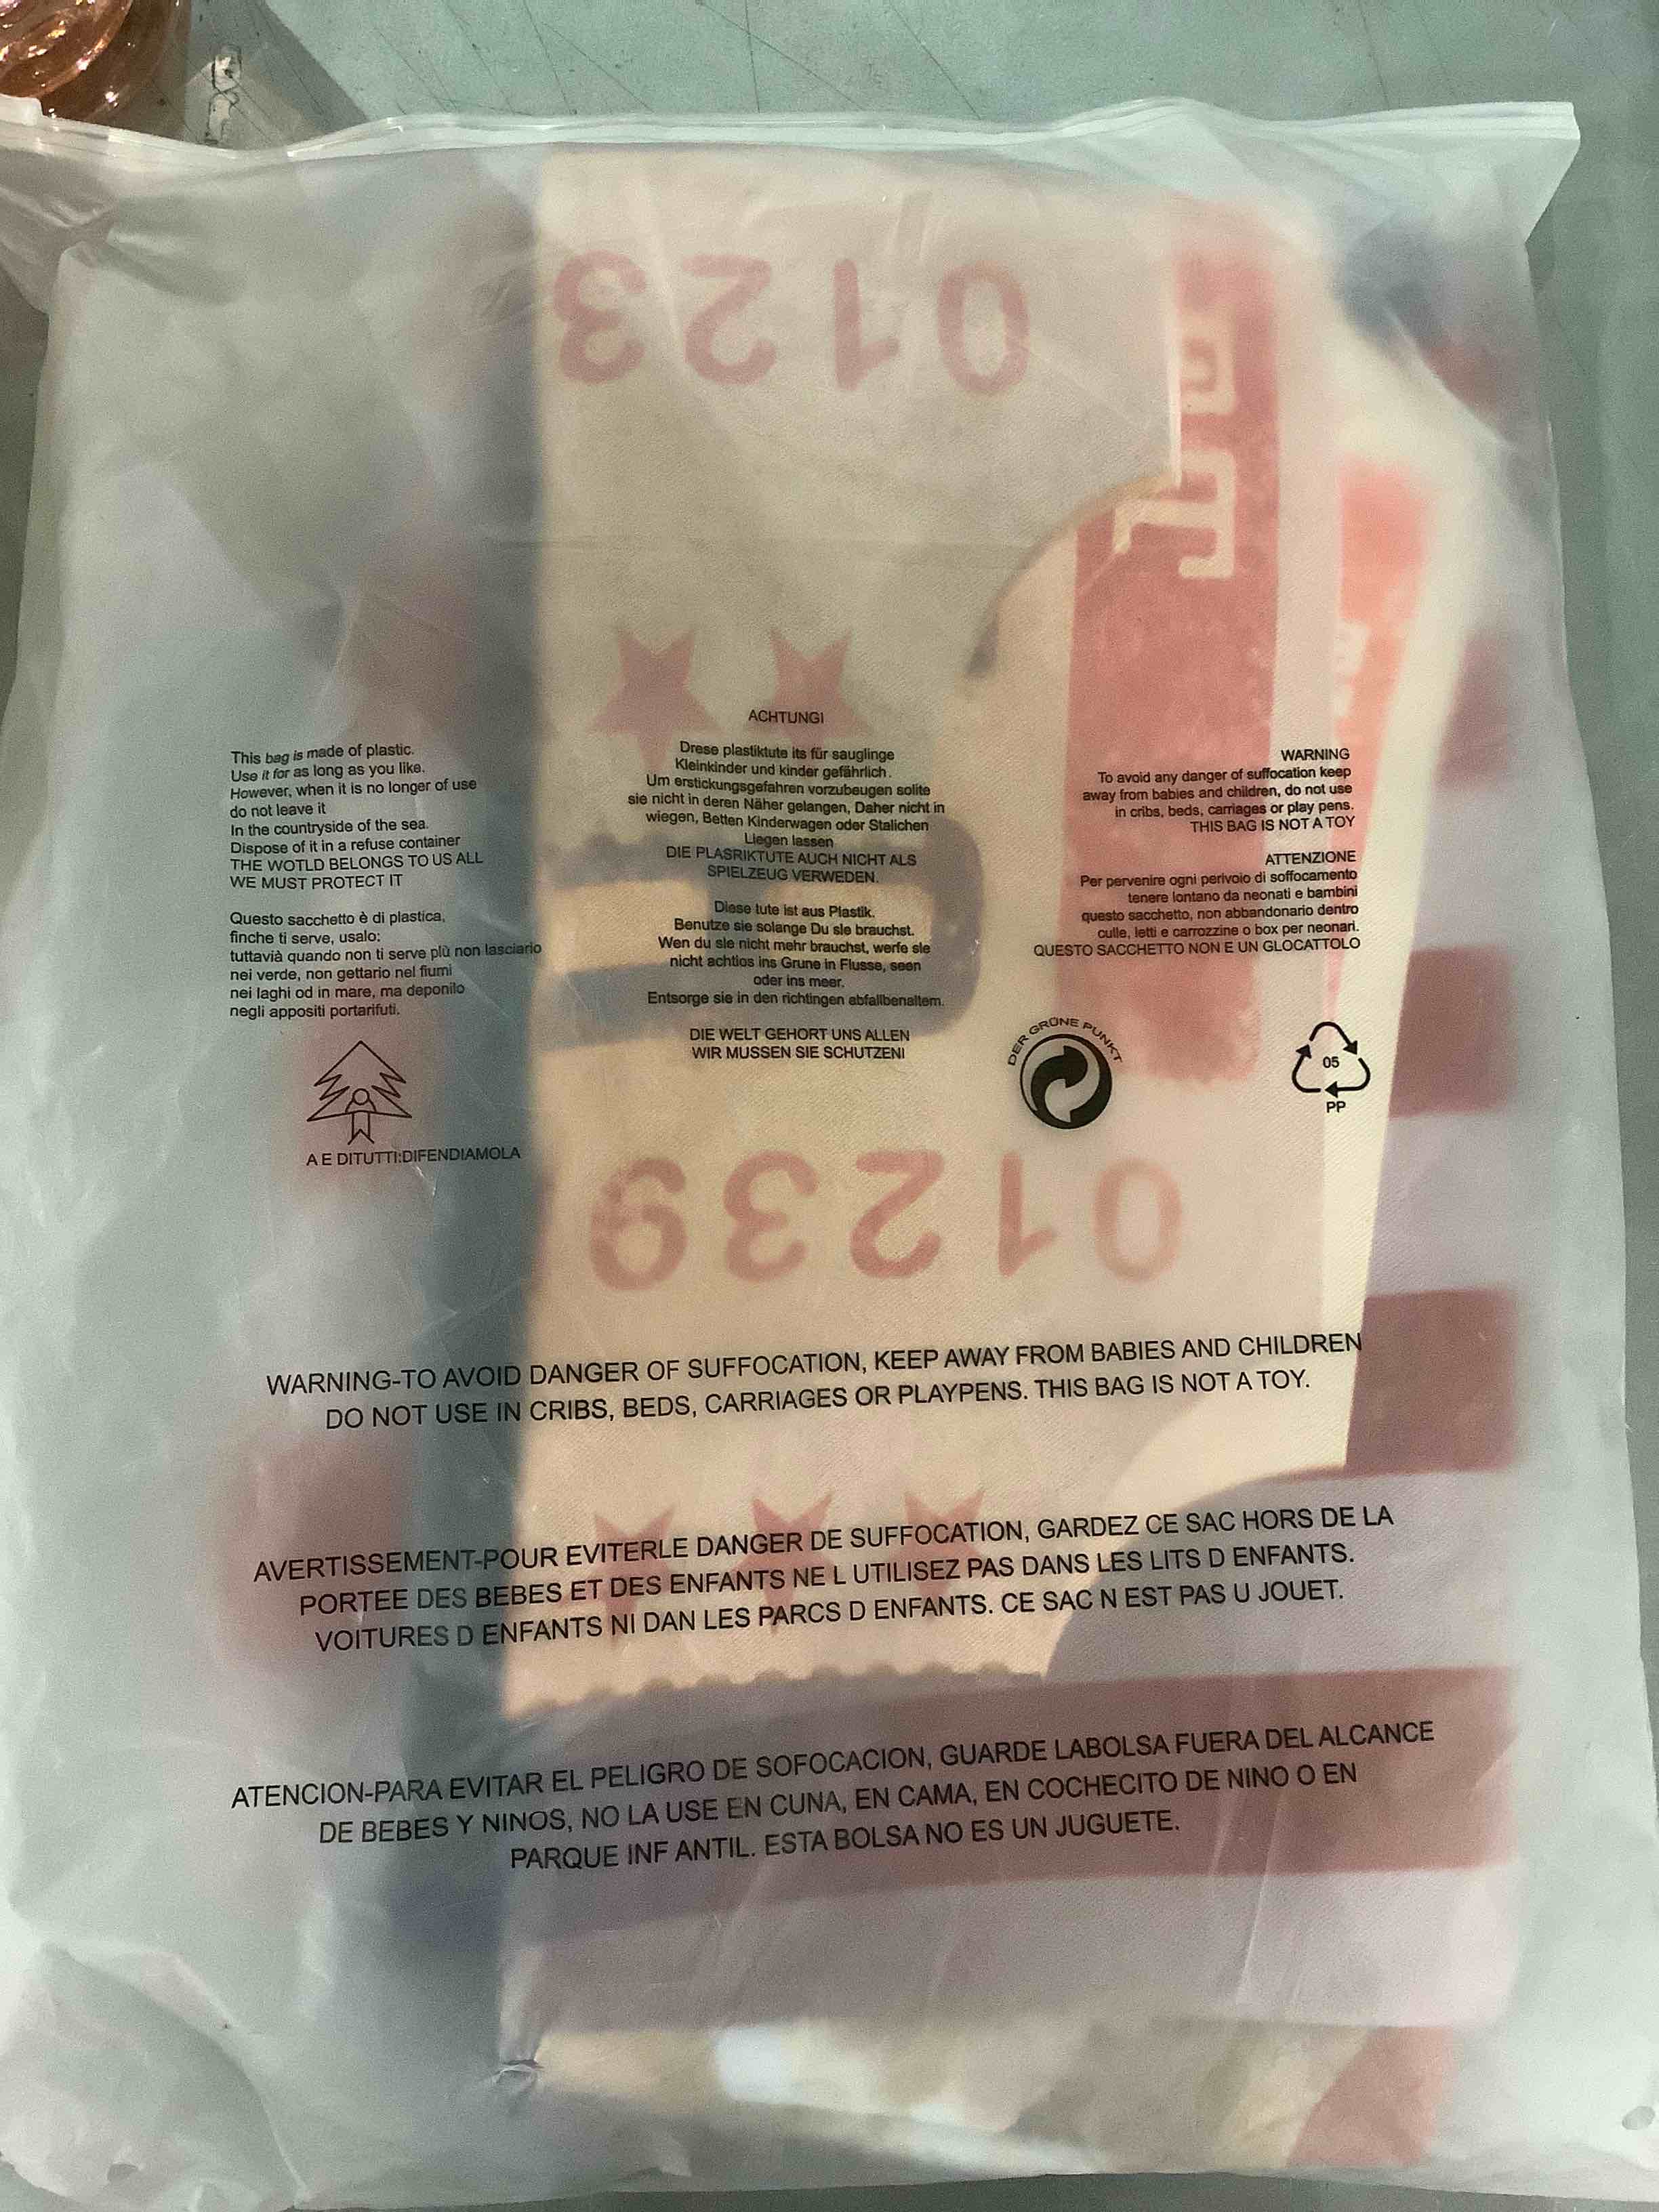 0123
This bag is made of plastic.
Use it for as long as you like.
However, when it is no longer of use
do not leave it
In the countryside of the sea.
Dispose of it in a refuse container
THE WOTLD BELONGS TO US ALL
WE MUST PROTECT IT
Questo sacchetto è di plastica,
finche ti serve, usalo:
tuttavià quando non ti serve plù non lasciarlo
nei verde, non gettario nel fiumi
nei laghi od in mare, ma deponilo
negli appositi portarifuti.
A E DITUTTI:DIFENDIAMOLA
ACHTUNGI
Drese plastiktute its für sauglinge
Kleinkinder und kinder gefährlich.
Um erstickungsgefahren vorzubeugen solite
sie nicht in deren Näher gelangen, Daher nicht in
wiegen, Betten Kinderwagen oder Stalichen
Liegen lassen
DIE PLASRIKTUTE AUCH NICHT ALS
SPIELZEUG VERWEDEN.
Diese tute ist aus Plastik.
Benutze sie solange Du sle brauchst.
Wen du sle nicht mehr brauchst, werfe sle
nicht achtlos ins Grune in Flusse, seen
oder ins meer.
Entsorge sie in den richtingen abfallbenaltem.
DIE WELT GEHORT UNS ALLEN
WIR MUSSEN SIE SCHUTZENI
WARNING
To avoid any danger of suffocation keep
away from babies and children, do not use
in cribs, beds, carriages or play pens.
THIS BAG IS NOT A TOY
ATTENZIONE
Per pervenire ogni perivoio di soffocamento
tenere lontano da neonati e bambini
questo sacchetto, non abbandonario dentro
culle, letti e carrozzine o box per neonari.
QUESTO SACCHETTO NON E UN GLOCATTOLO
DER GRÜNE PUNKT
05
PP
01239
WARNING-TO AVOID DANGER OF SUFFOCATION, KEEP AWAY FROM BABIES AND CHILDREN
DO NOT USE IN CRIBS, BEDS, CARRIAGES OR PLAYPENS. THIS BAG IS NOT A TOY.
AVERTISSEMENT-POUR EVITERLE DANGER DE SUFFOCATION, GARDEZ CE SAC HORS DE LA
PORTEE DES BEBES ET DES ENFANTS NE L UTILISEZ PAS DANS LES LITS D ENFANTS.
VOITURES D ENFANTS NI DAN LES PARCS D ENFANTS. CE SAC N EST PAS U JOUET.
ATENCION-PARA EVITAR EL PELIGRO DE SOFOCACION, GUARDE LABOLSA FUERA DEL ALCANCE
DE BEBES Y NINOS, NO LA USE EN CUNA, EN CAMA, EN COCHECITO DE NINO O EN
PARQUE INF ANTIL. ESTA BOLSA NO ES UN JUGUETE.